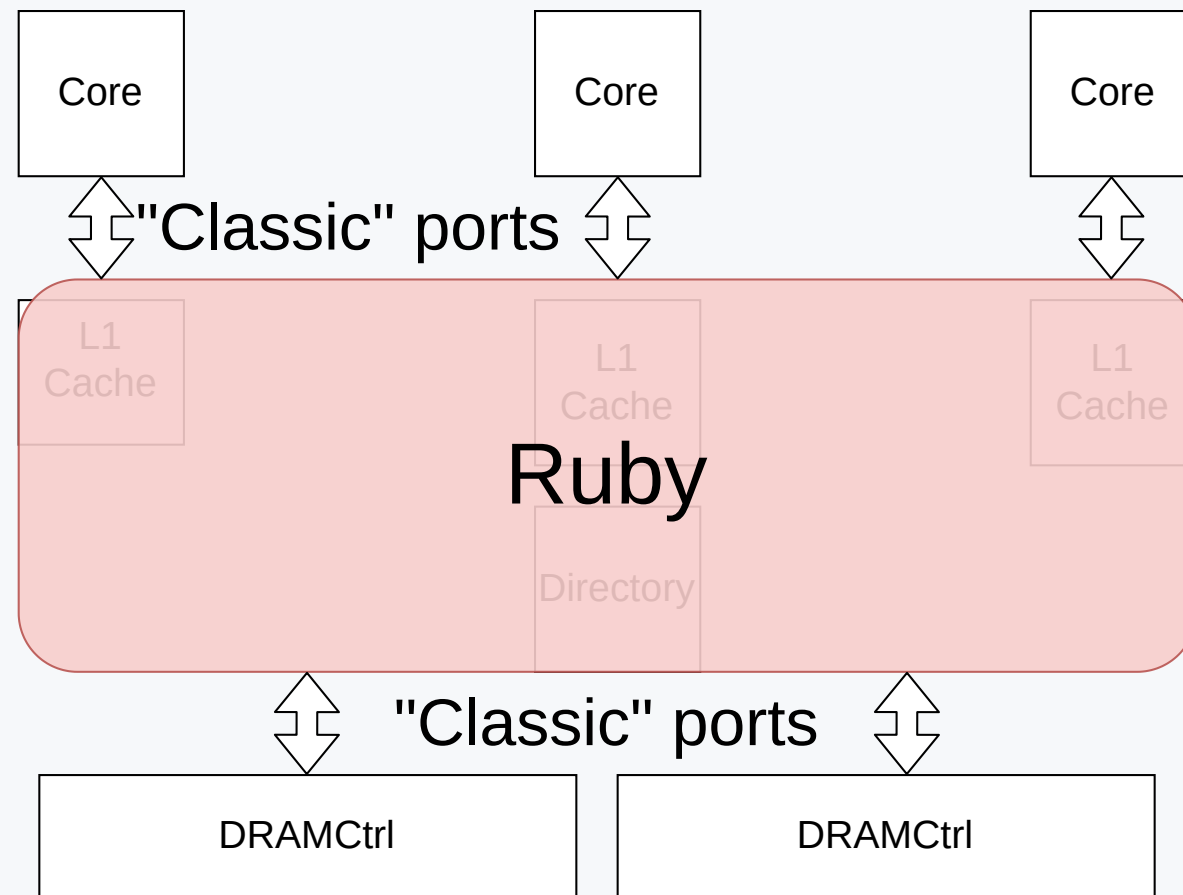 Core
Core
Core
"Classic" ports
L1
Cache
L1
Cache
L1
Cache
Ruby
Directory
"Classic" ports
DRAMCtrl
DRAMCtrl